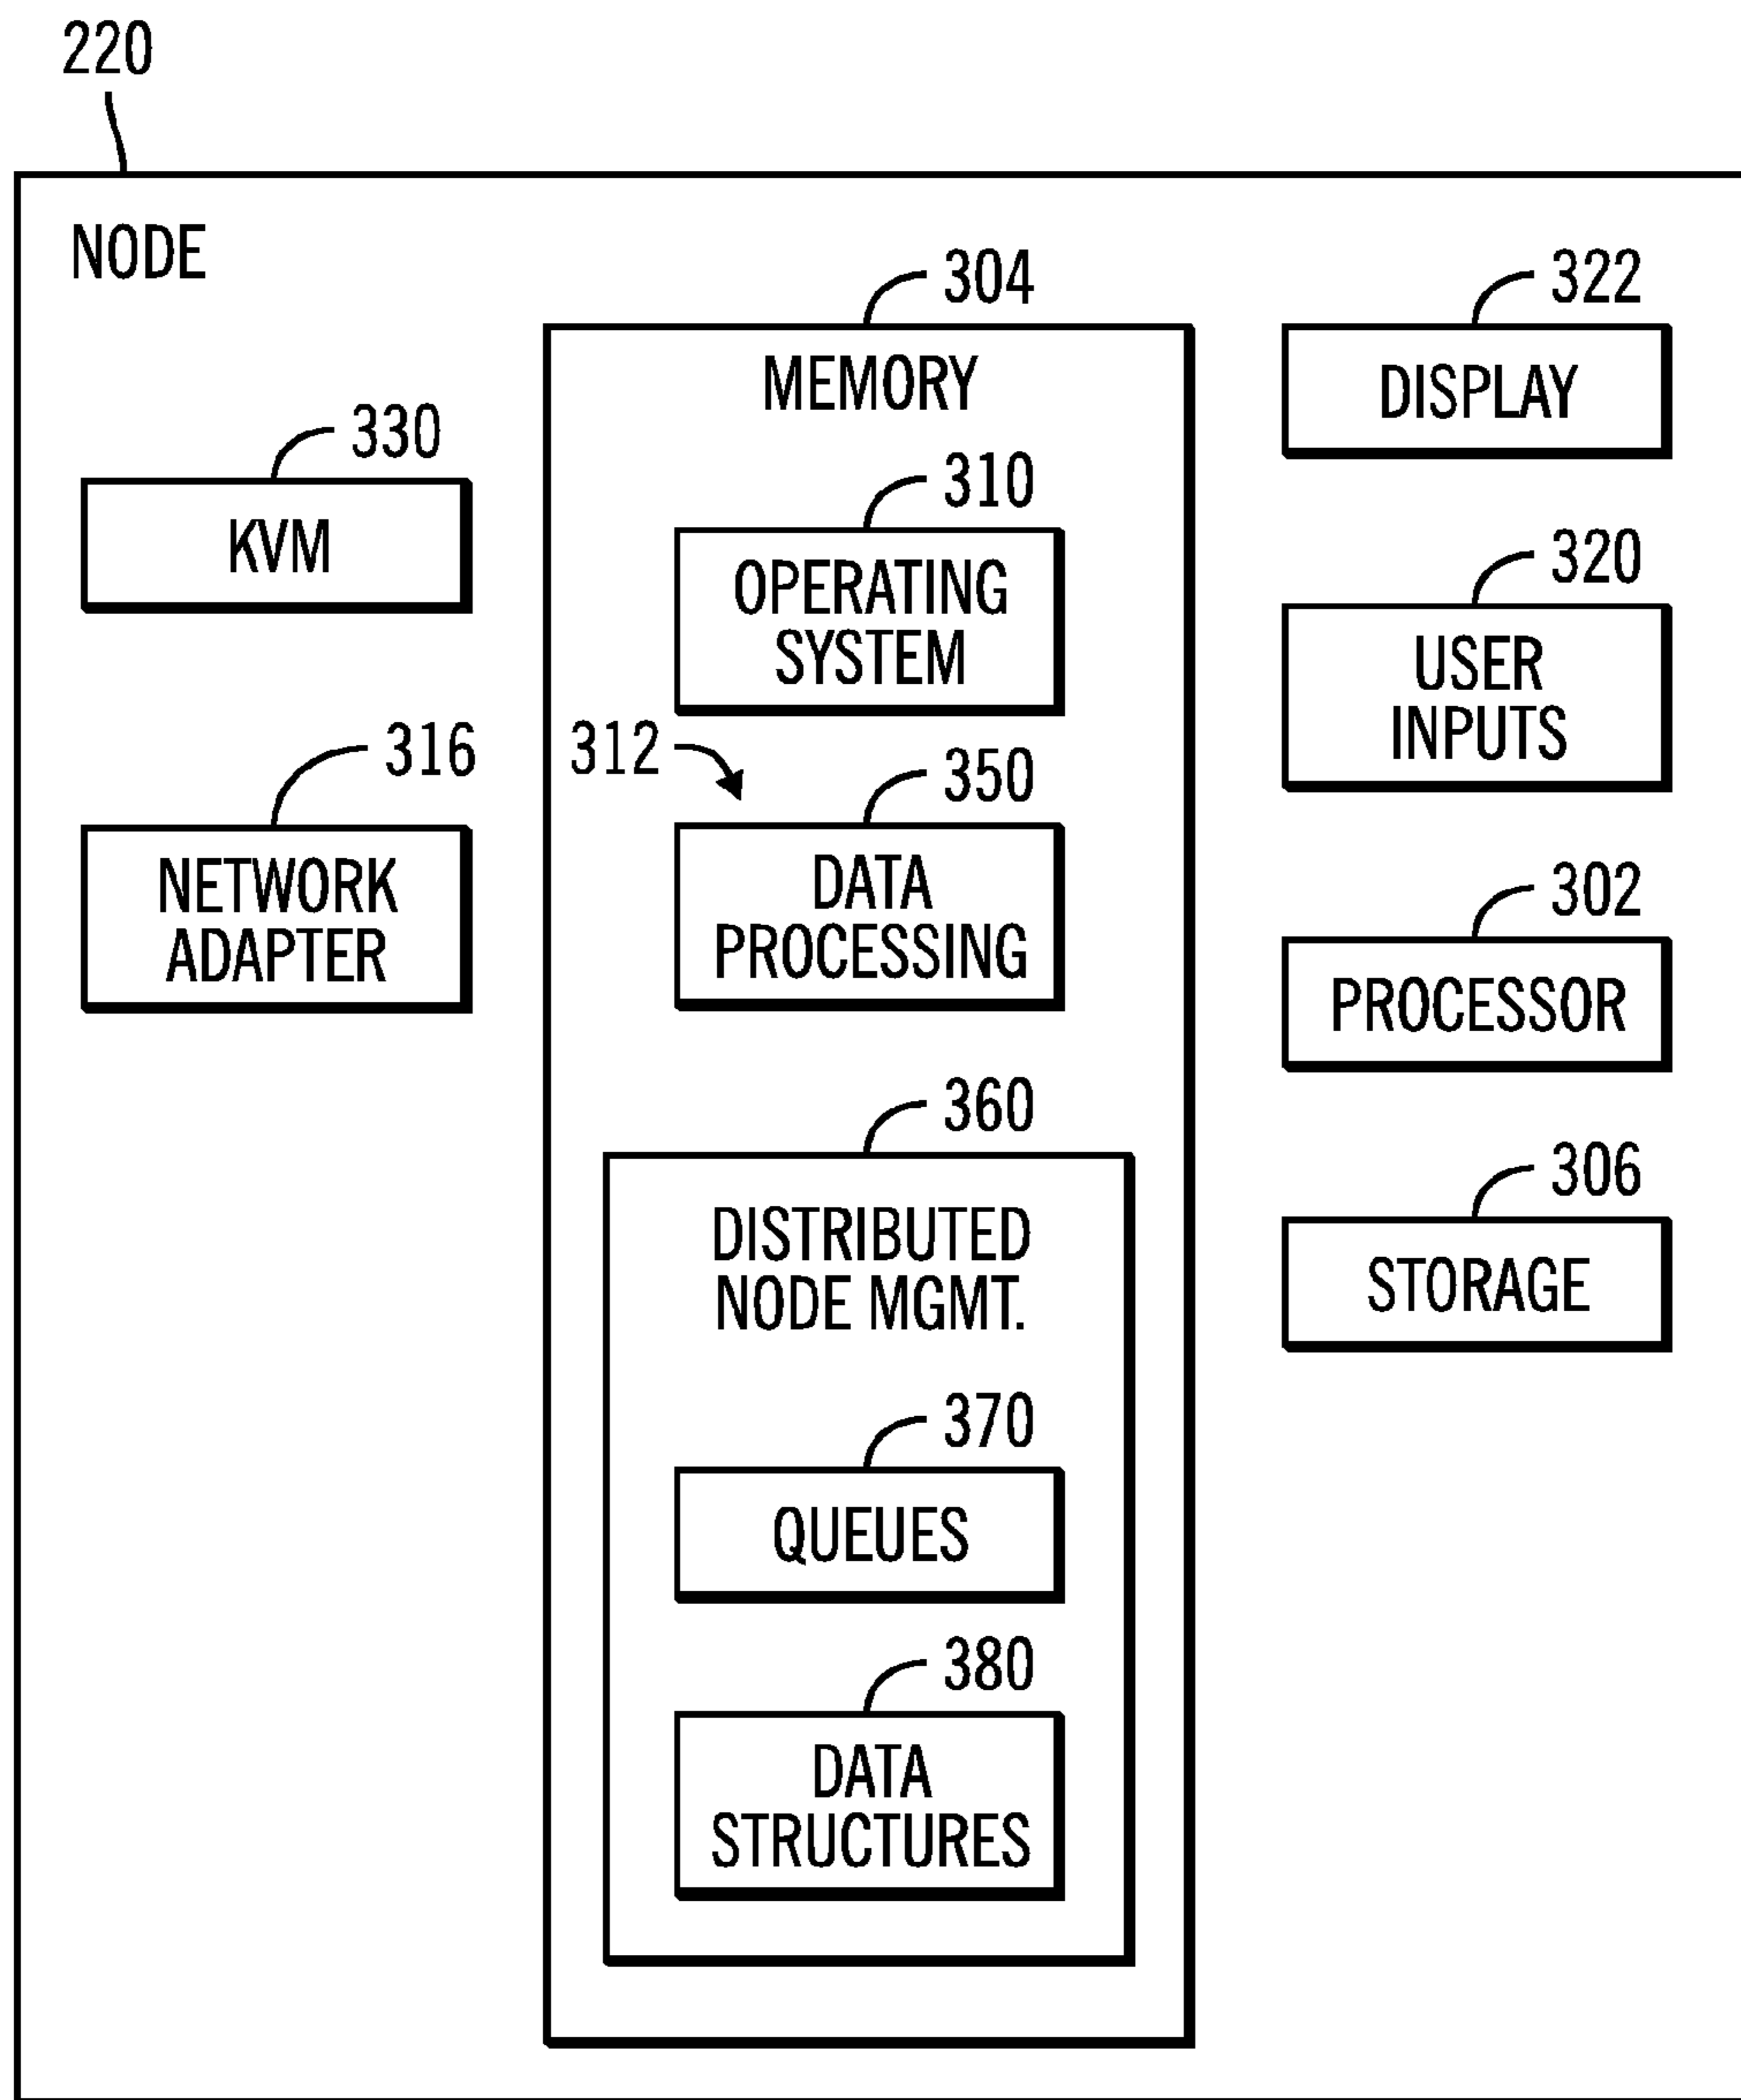 220
NODE
304
MEMORY
322
DISPLAY
330
KVM
310
OPERATING
SYSTEM
320
USER
INPUTS
316
NETWORK
ADAPTER
312
350
DATA
PROCESSING
302
PROCESSOR
360
DISTRIBUTED
NODE MGMT.
306
STORAGE
370
QUEUES
380
DATA
STRUCTURES